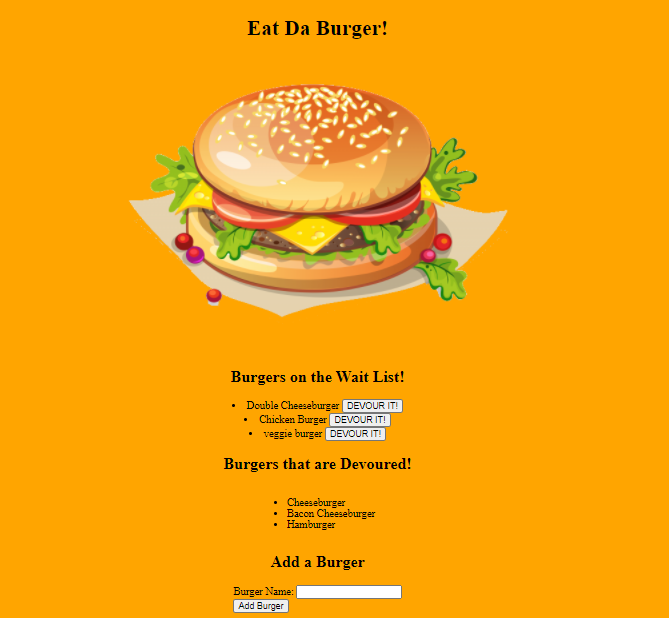 Eat Da Burger!
Burgers on the Wait List!
Double Cheeseburger DEVOUR IT!
Chicken Burger DEVOUR IT!
veggie burger DEVOUR IT!
Burgers that are Devoured!
Cheeseburger
Bacon Cheeseburger
Hamburger
Add a Burger
Burger Name:
Add Burger